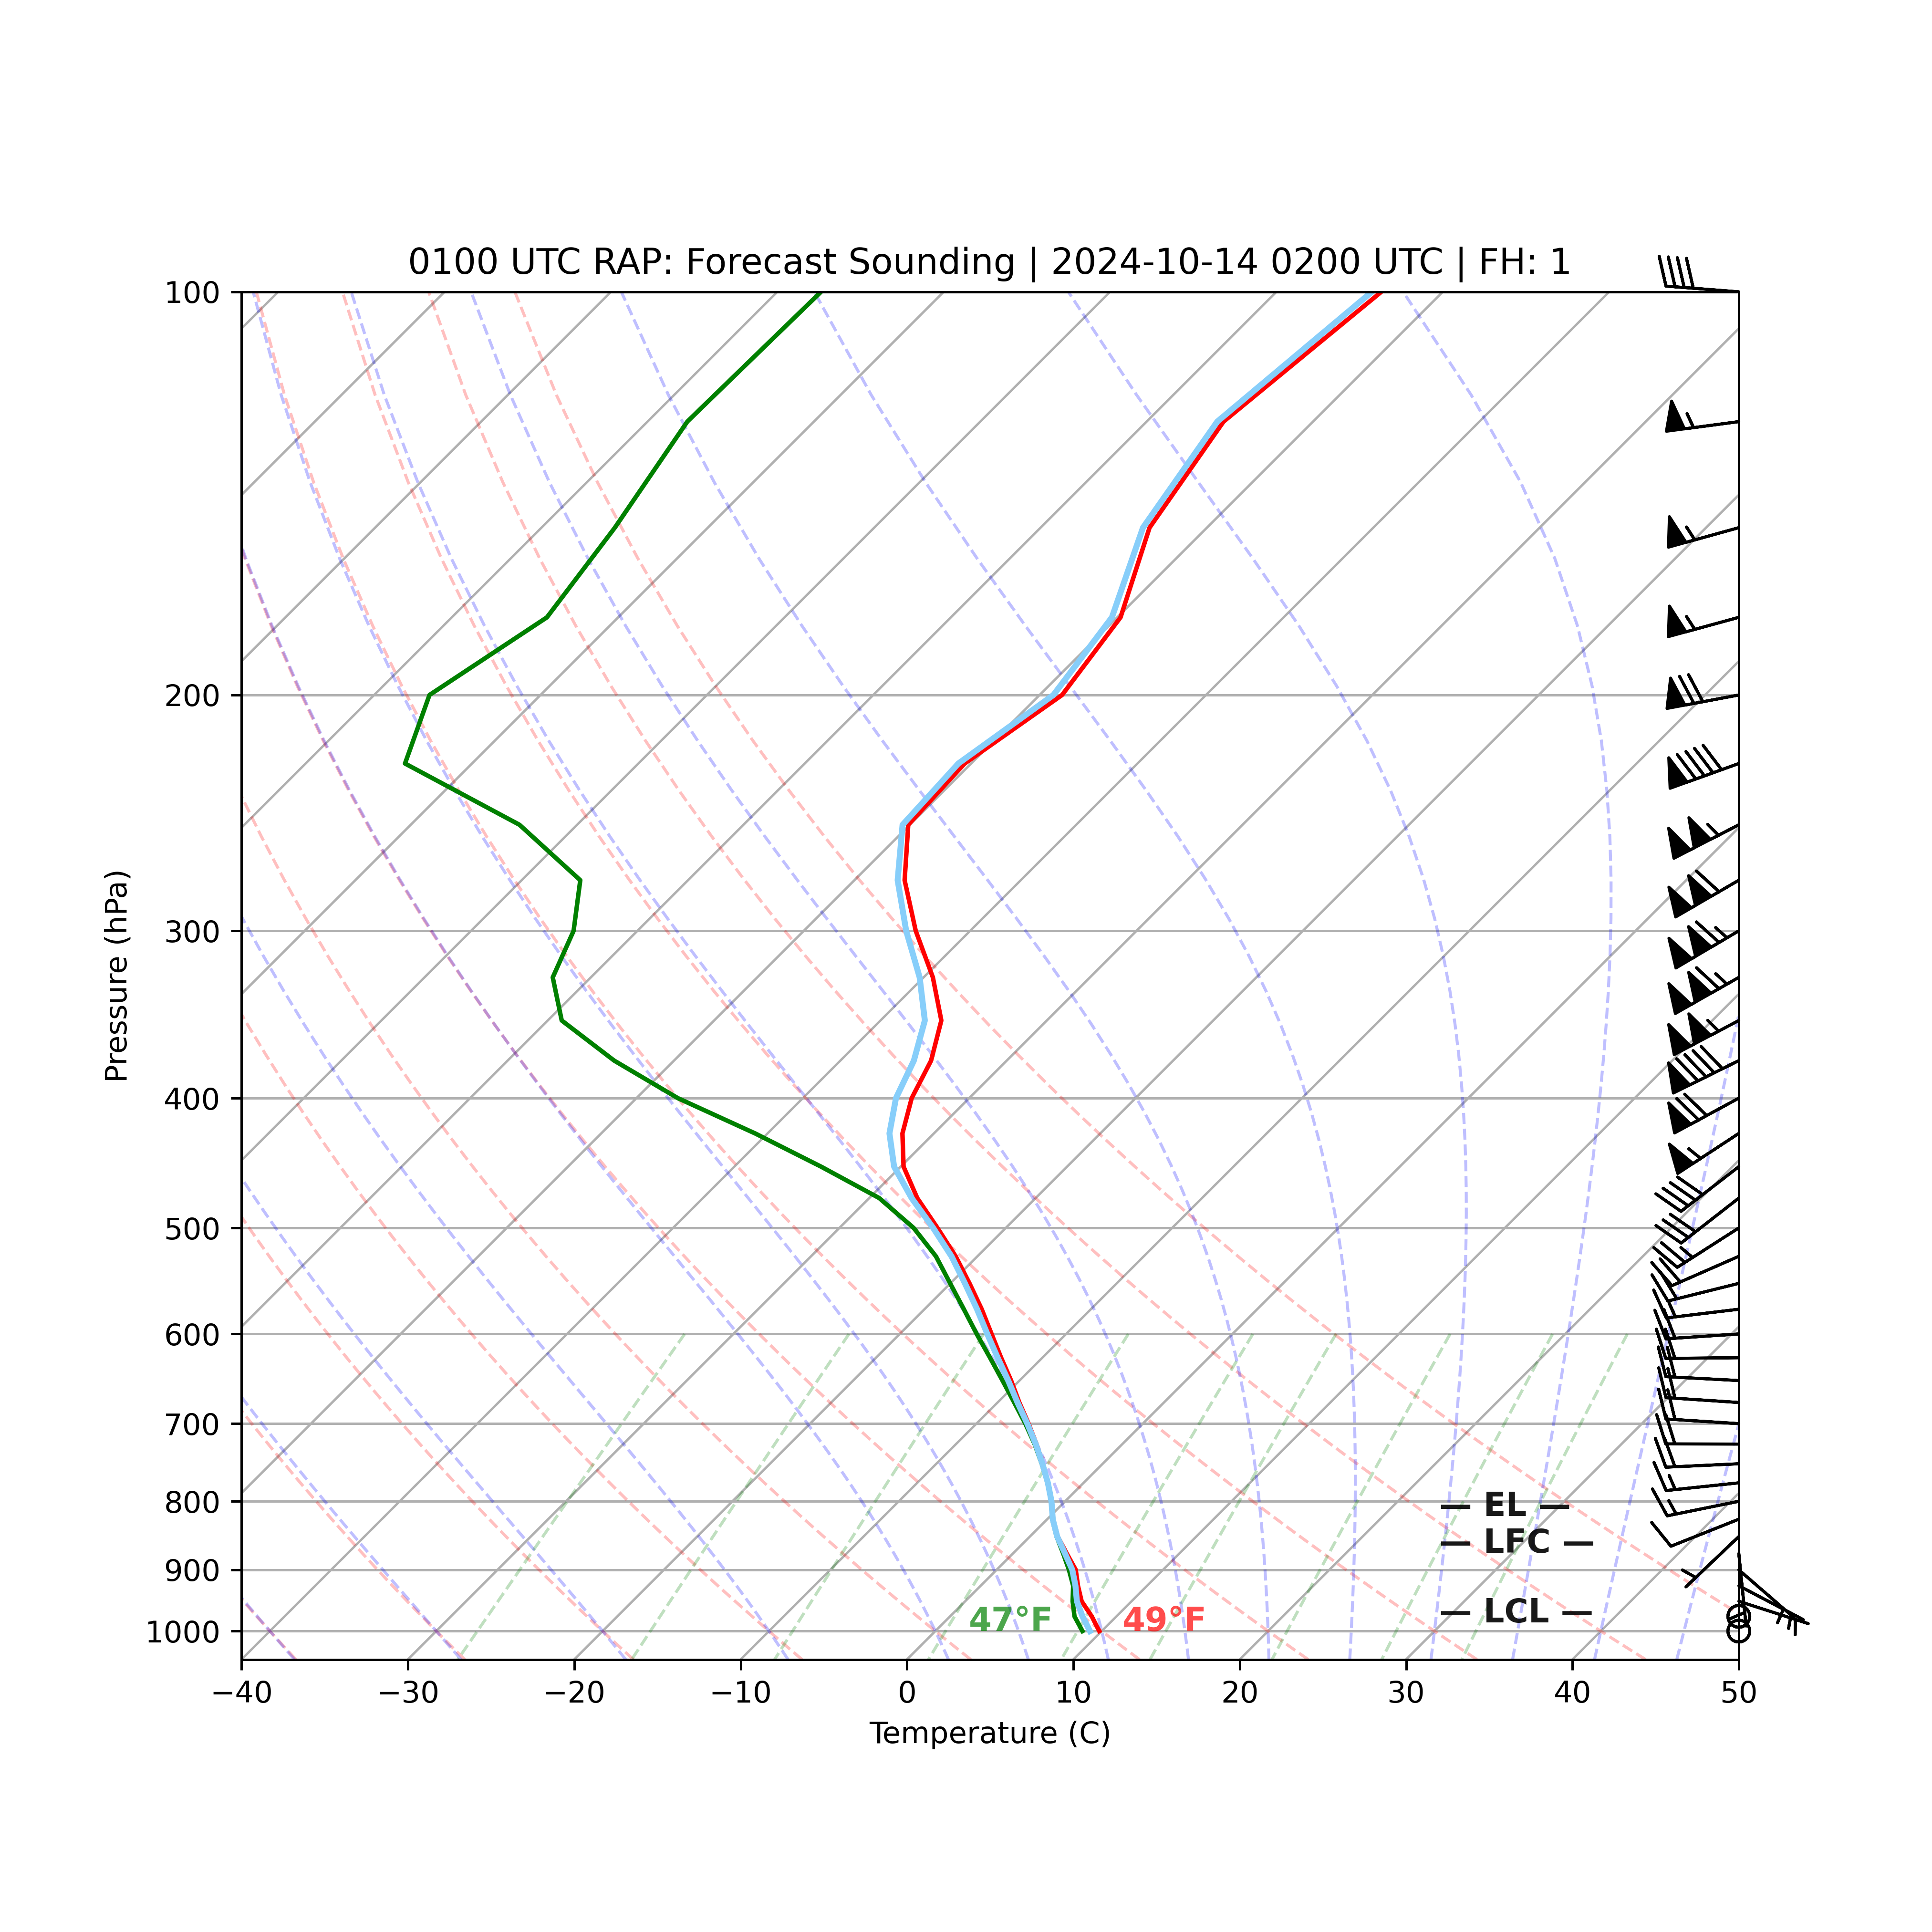 0100 UTC RAP: Forecast Sounding | 2024-10-14 0200 UTC | FH: 1
100
200
300
400
500
600
700
800
900
1000
Pressure (hPa)
— EL —
— LFC —
— LCL —
47°F 49°F
−40 −30 −20 −10 0 10 20 30 40 50
Temperature (C)